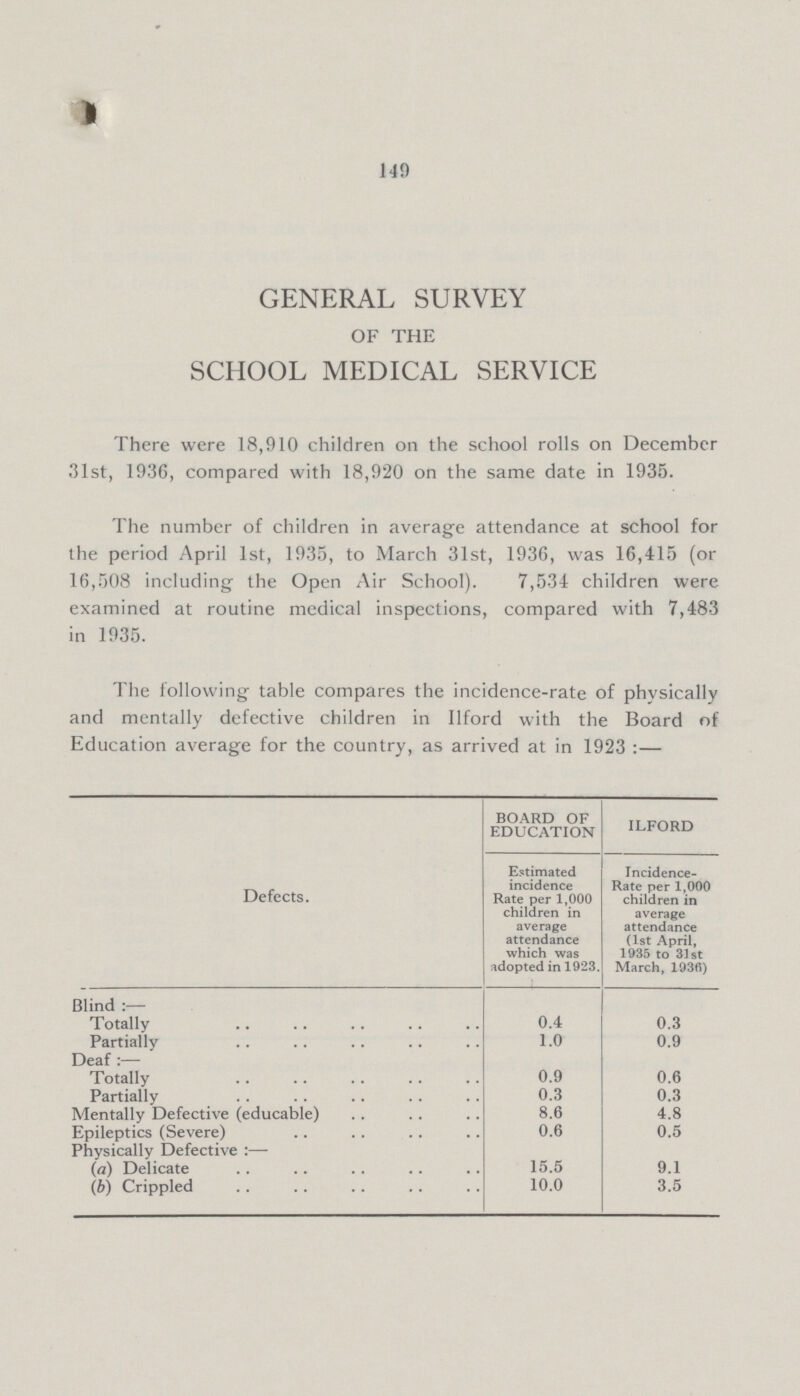 149
GENERAL SURVEY
OF THE
SCHOOL MEDICAL SERVICE
There were 18,910 children on the school rolls on December
31st, 1936, compared with 18,920 on the same date in 1935.
The number of children in average attendance at school for
the period April 1st, 1935, to March 31st, 1936, was 16,415 (or
16,508 including the Open Air School). 7,534 children were
examined at routine medical inspections, compared with 7,483
in 1935.
The following table compares the incidence-rate of physically
and mentally defective children in Ilford with the Board of
Education average for the country, as arrived at in 1923 :—
Defects.
BOARD OF
EDUCATION
Estimated
incidence
Rate per 1,000
children in
average
attendance
which was
adopted in 1923.
ILFORD
Incidence-
Rate per 1,000
children in
average
attendance
(1st April,
1935 to 31st
March, 1936)
Blind :—
Totally .. .. .. .. .. 0.4 0.3
Partially .. .. .. .. .. 1.0 0.9
Deaf :—
Totally .. .. .. .. .. 0.9 0.6
Partially .. .. .. .. .. 0.3 0.3
Mentally Defective (educable) .. .. .. 8.6 4.8
Epileptics (Severe) .. .. .. .. 0.6 0.5
Physically Defective :—
(a) Delicate .. .. .. .. .. 15.5 9.1
(b) Crippled .. .. .. .. .. 10.0 3.5